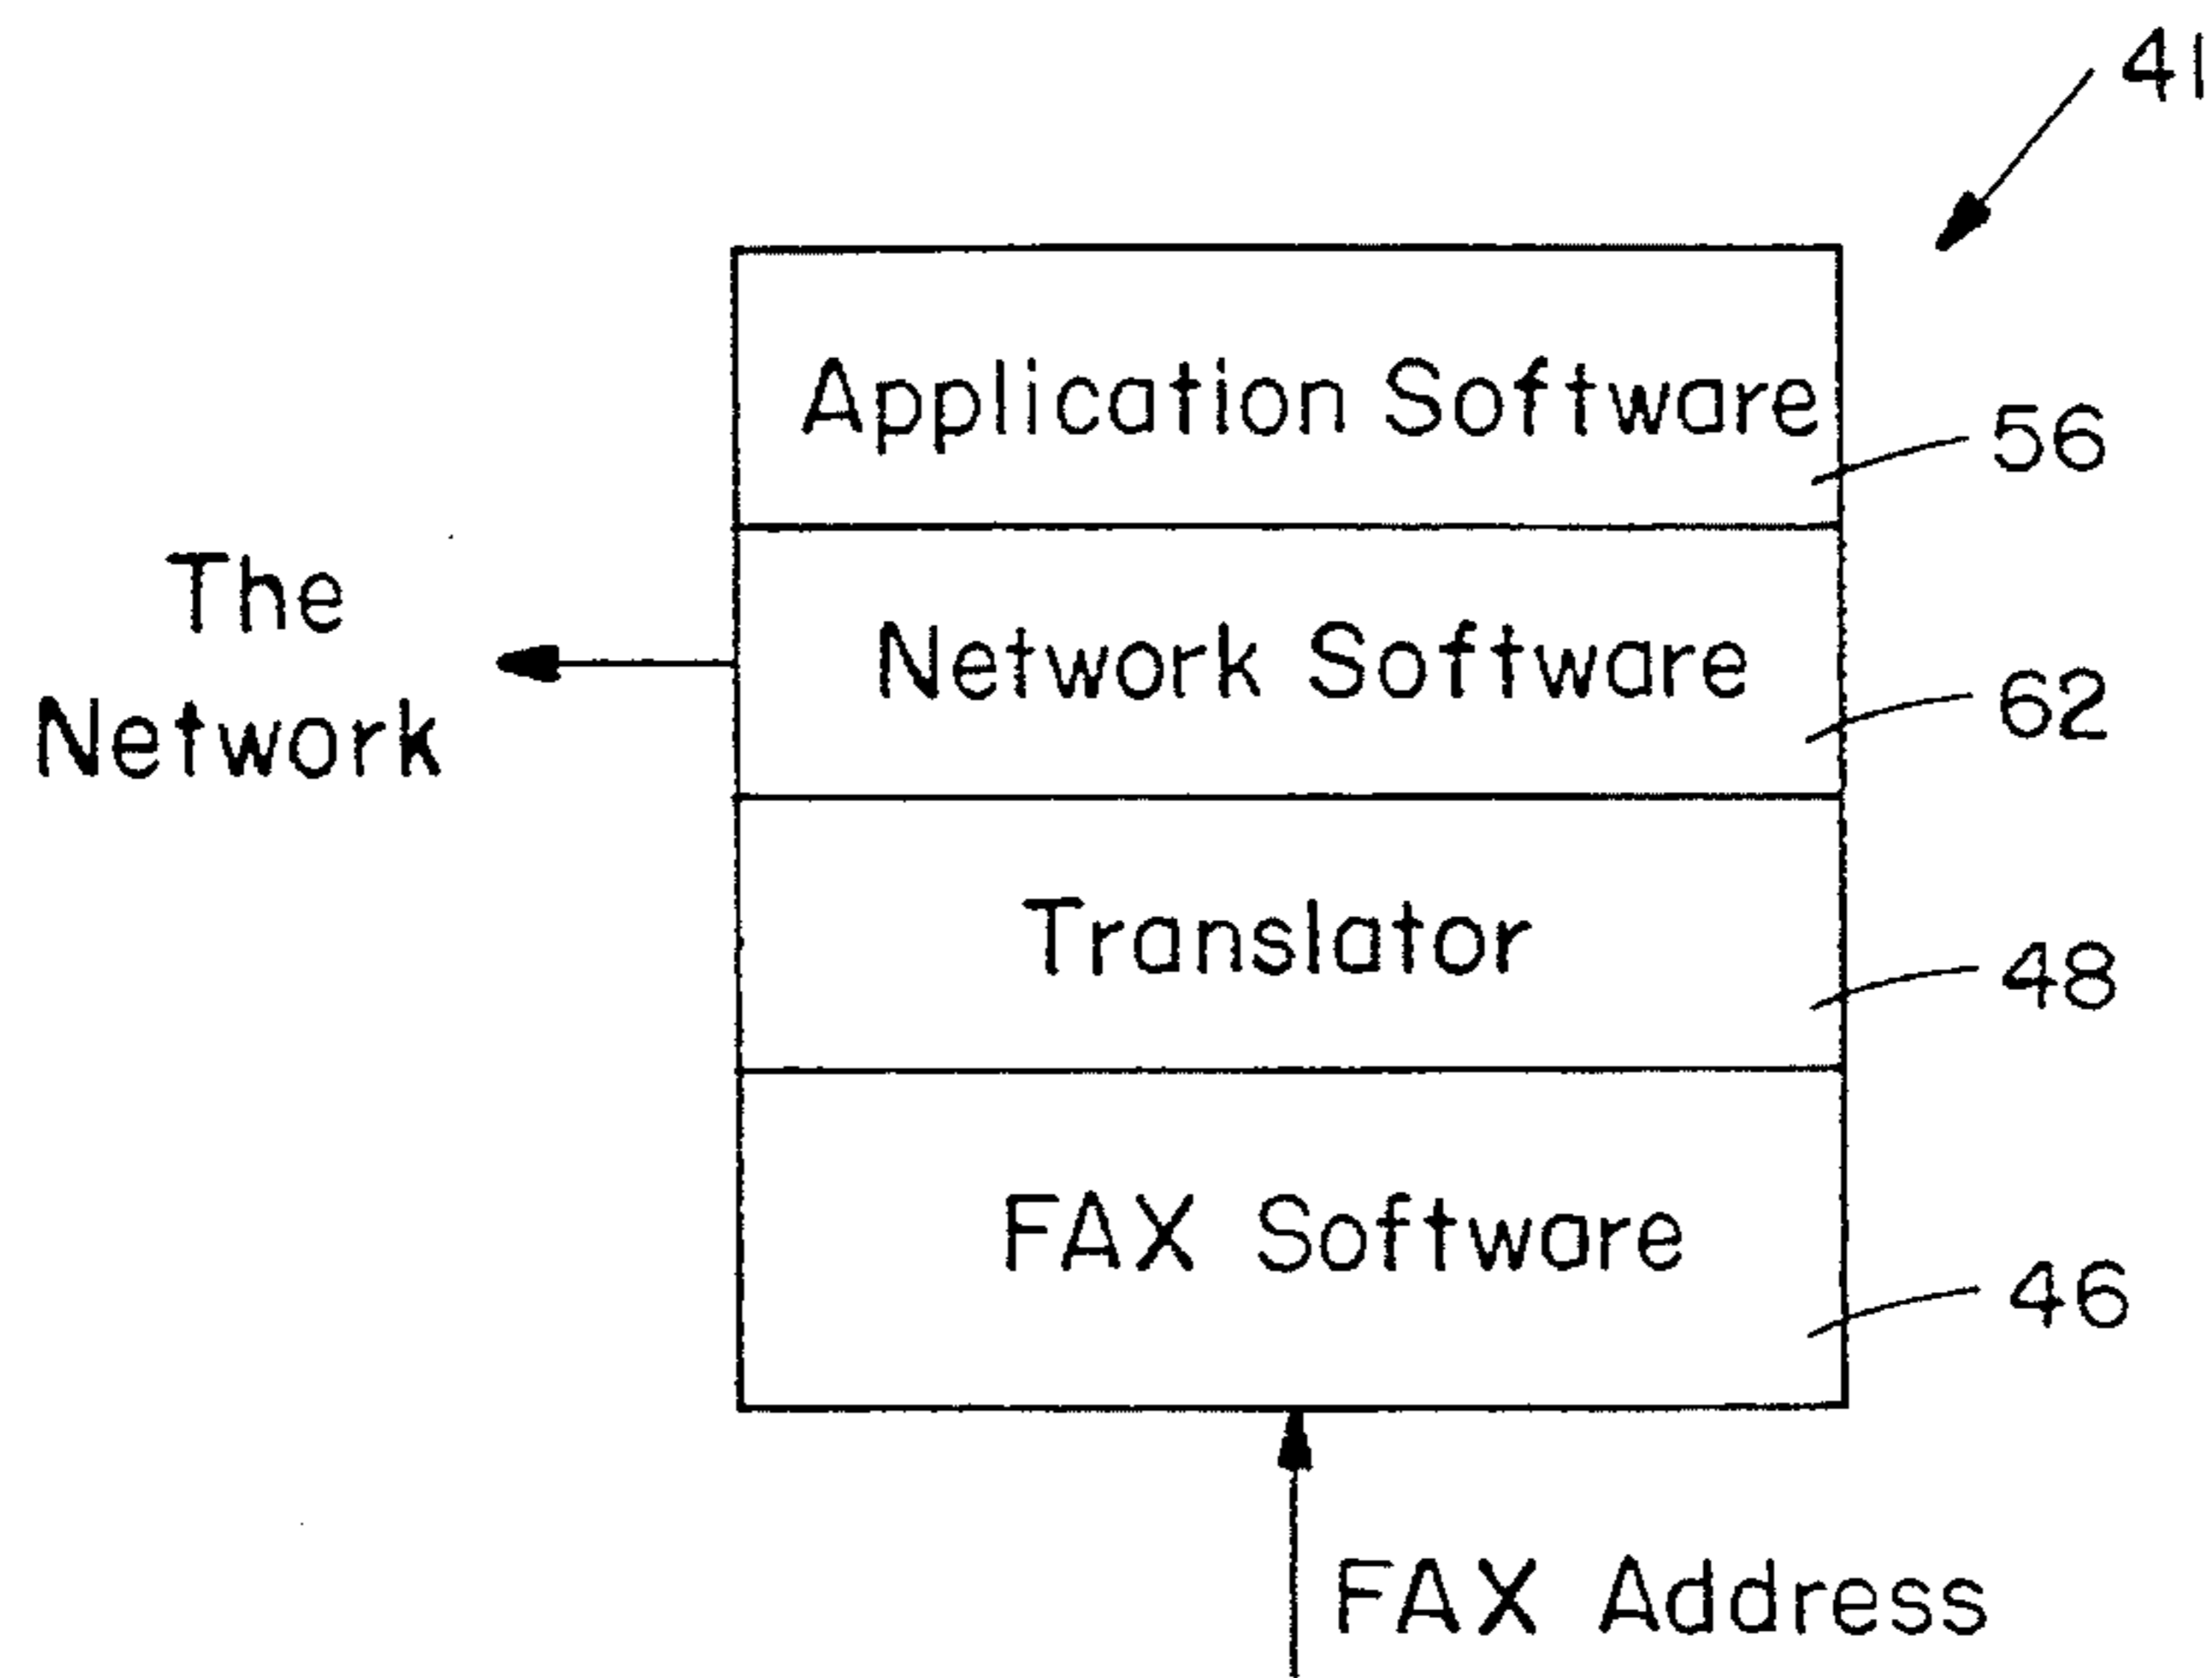 41
Application Software
56
The
Network
Network Software
62
Translator
48
FAX Software
46
FAX Address